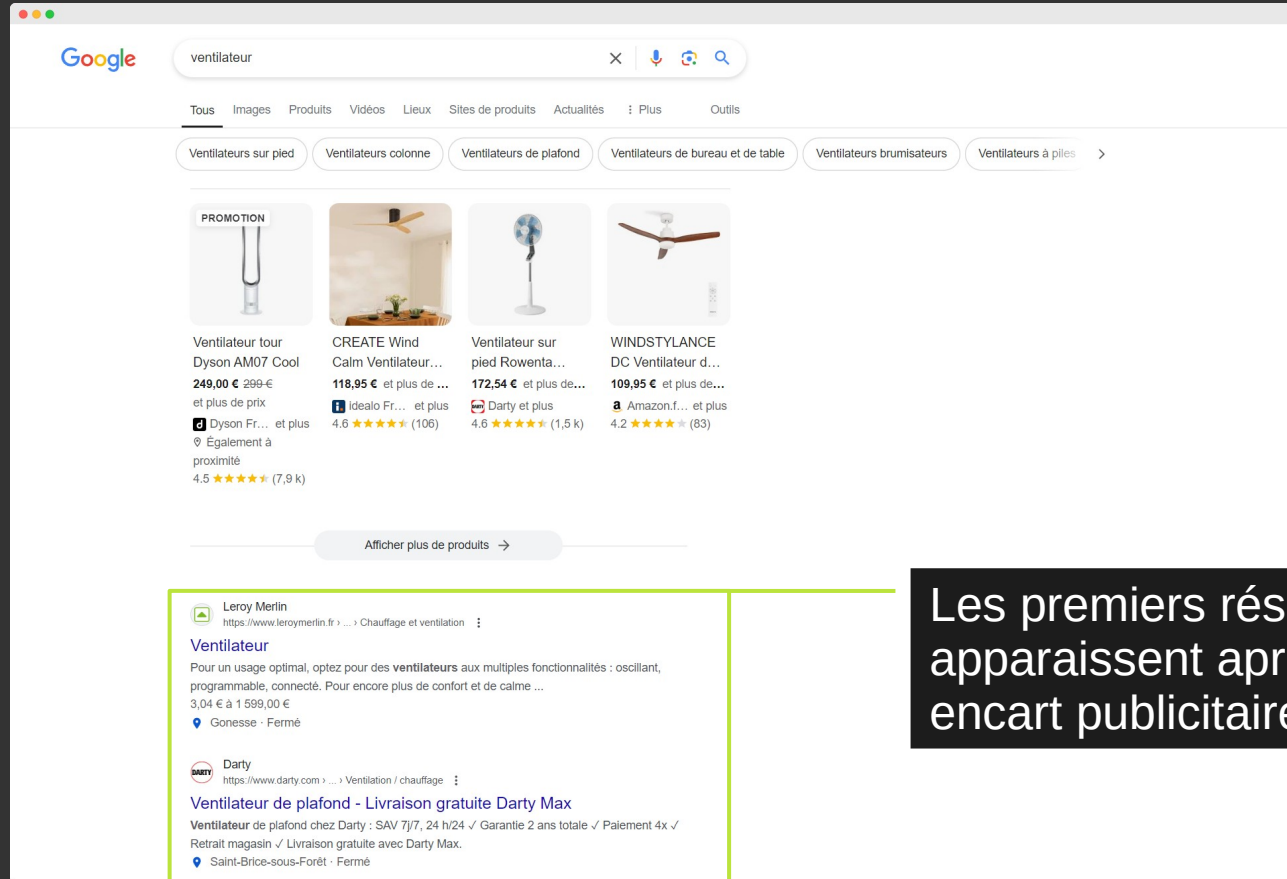 Google
ventilateur
Tous Images Produits Vidéos Lieux Sites de produits Actualités Plus Outils
Ventilateurs sur pied Ventilateurs colonne Ventilateurs de plafond Ventilateurs de bureau et de table Ventilateurs brumisateurs Ventilateurs à piles
PROMOTION
Ventilateur tour
Dyson AM07 Cool
249,00 € 299 €
et plus de prix
Dyson Fr… et plus
Également à
proximité
4.5 ★★★★★ (7,9 k)
CREATE Wind
Calm Ventilateur…
118,95 € et plus de …
idealo Fr… et plus
4.6 ★★★★★ (106)
Ventilateur sur
pied Rowenta…
172,54 € et plus de…
DARTY Darty et plus
4.6 ★★★★★ (1,5 k)
WINDSTYLANCE
DC Ventilateur d…
109,95 € et plus de…
a Amazon.f… et plus
4.2 ★★★★★ (83)
Afficher plus de produits →
Leroy Merlin
https://www.leroymerlin.fr › ... › Chauffage et ventilation
Ventilateur
Pour un usage optimal, optez pour des ventilateurs aux multiples fonctionnalités : oscillant,
programmable, connecté. Pour encore plus de confort et de calme ...
3,04 € à 1 599,00 €
Gonesse · Fermé
DARTY Darty
https://www.darty.com › ... › Ventilation / chauffage
Ventilateur de plafond - Livraison gratuite Darty Max
Ventilateur de plafond chez Darty : SAV 7j/7, 24 h/24 ✓ Garantie 2 ans totale ✓ Paiement 4x ✓
Retrait magasin ✓ Livraison gratuite avec Darty Max.
Saint-Brice-sous-Forêt · Fermé
Les premiers rés
apparaissent apr
encart publicitaire